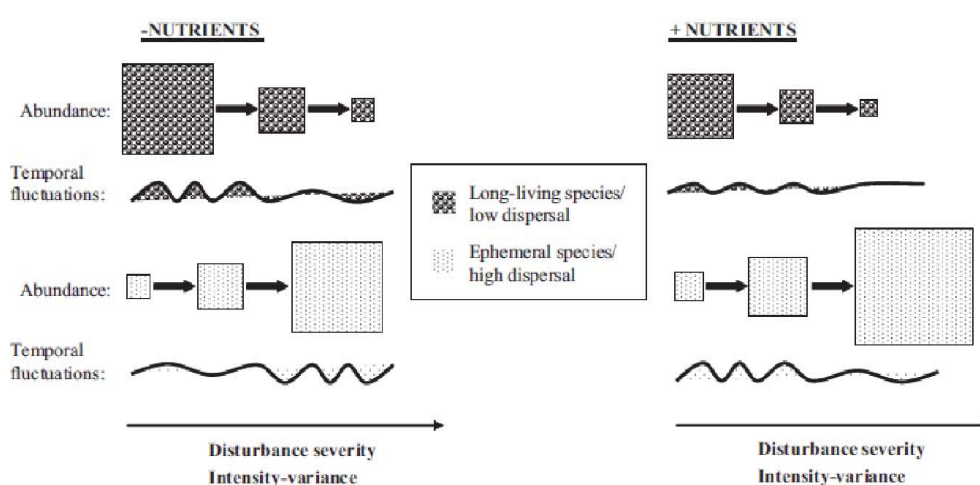 -NUTRIENTS
Abundance:
Temporal
fluctuations:
Abundance:
Temporal
fluctuations:
Disturbance severity
Intensity-variance
Long-living species/
low dispersal
Ephemeral species/
high dispersal
+ NUTRIENTS
Disturbance severity
Intensity-variance